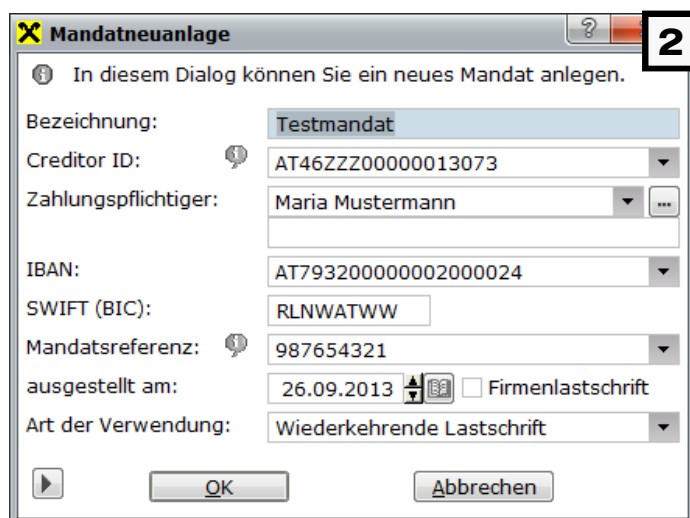 Mandatneuanlage ?
2
In diesem Dialog können Sie ein neues Mandat anlegen.
Bezeichnung: Testmandat
Creditor ID: AT46ZZZ00000013073
Zahlungspflichtiger: Maria Mustermann ...
IBAN: AT793200000002000024
SWIFT (BIC): RLNWATWW
Mandatsreferenz: 987654321
ausgestellt am: 26.09.2013 Firmenlastschrift
Art der Verwendung: Wiederkehrende Lastschrift
OK Abbrechen